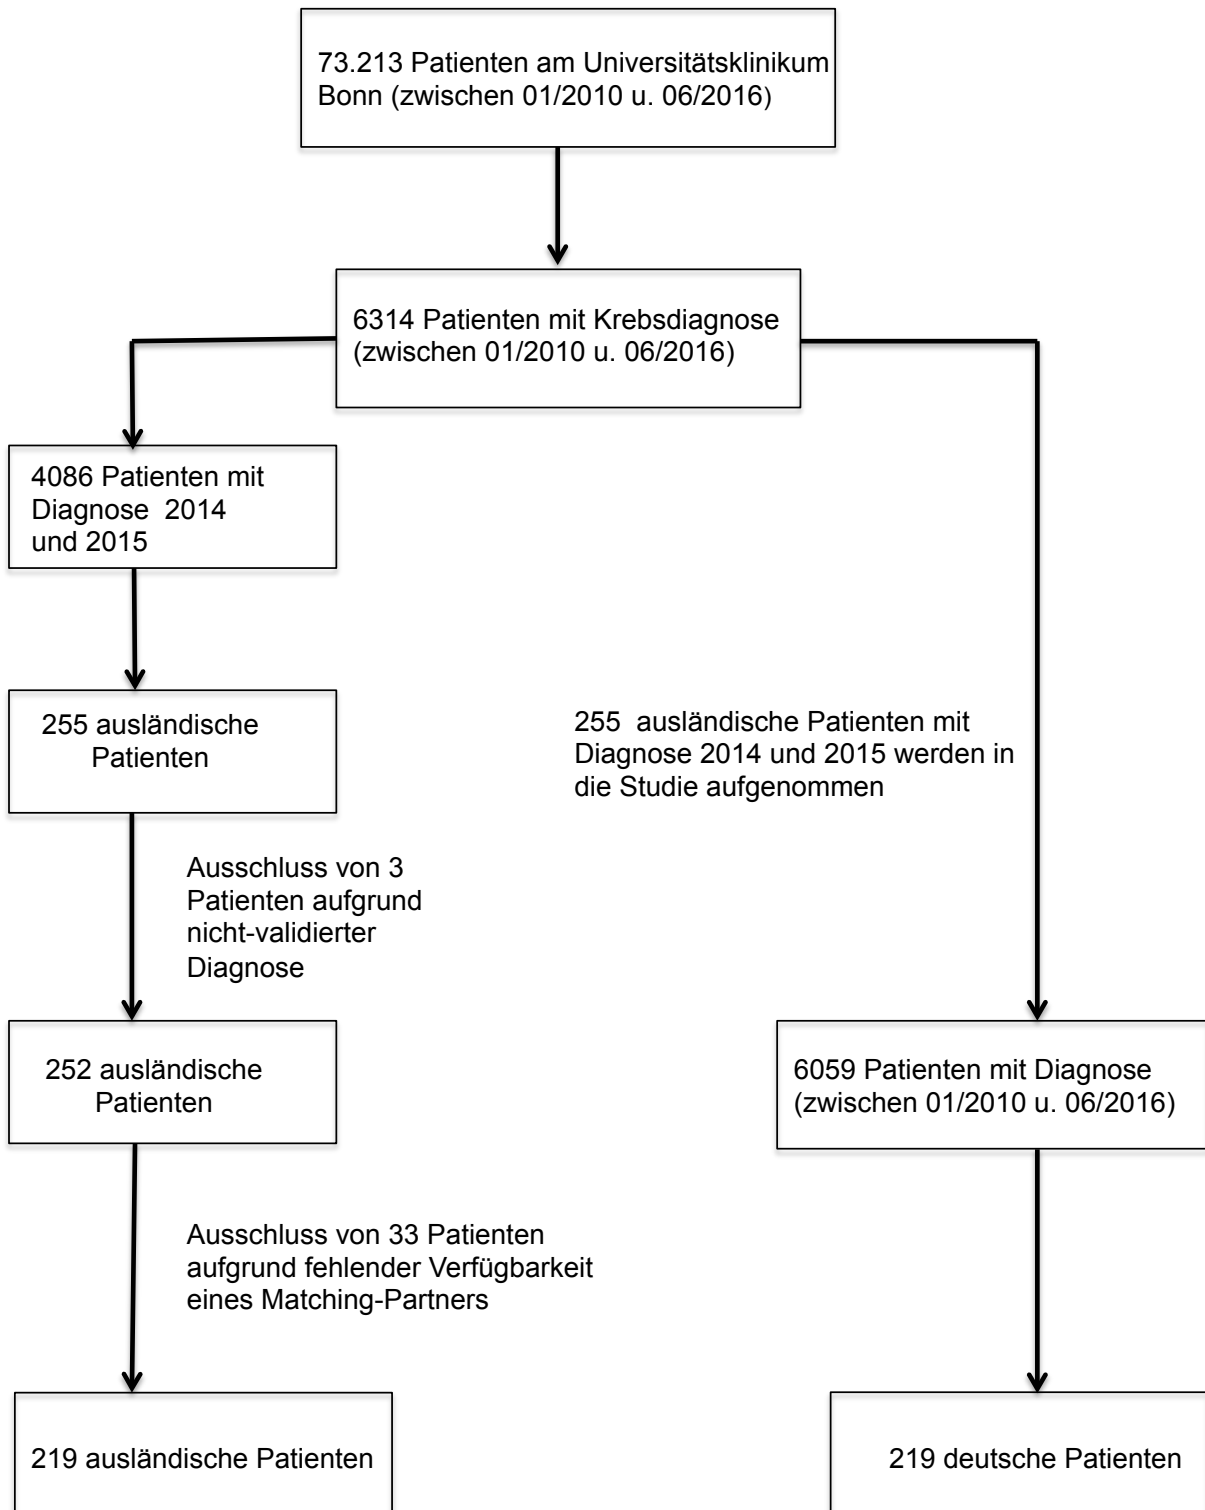 73.213 Patienten am Universitätsklinikum
Bonn (zwischen 01/2010 u. 06/2016)
6314 Patienten mit Krebsdiagnose
(zwischen 01/2010 u. 06/2016)
4086 Patienten mit
Diagnose  2014
und 2015
255 ausländische
Patienten
255  ausländische Patienten mit
Diagnose 2014 und 2015 werden in
die Studie aufgenommen
Ausschluss von 3
Patienten aufgrund
nicht-validierter
Diagnose
252 ausländische
Patienten
6059 Patienten mit Diagnose
(zwischen 01/2010 u. 06/2016)
Ausschluss von 33 Patienten
aufgrund fehlender Verfügbarkeit
eines Matching-Partners
219 ausländische Patienten
219 deutsche Patienten